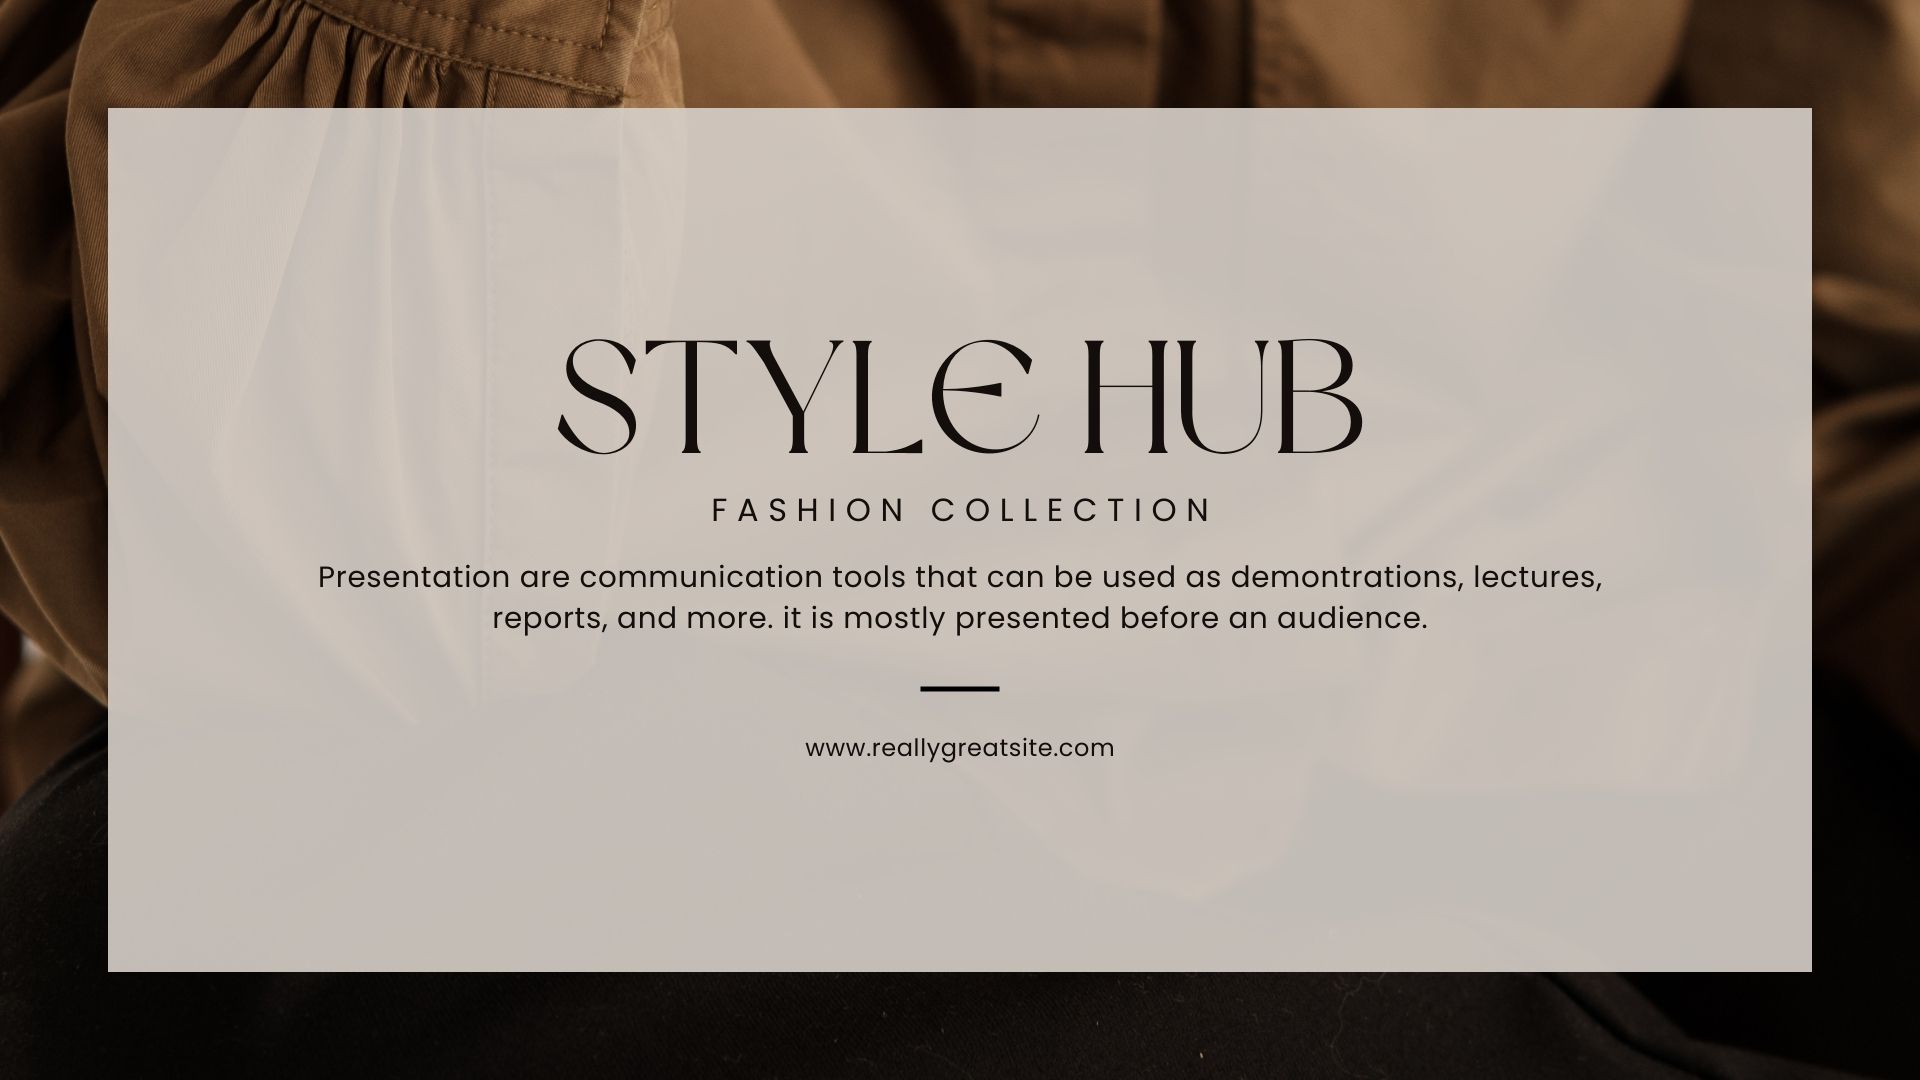 STYLE HUB
FASHION COLLECTION
Presentation are communication tools that can be used as demontrations, lectures,
reports, and more. it is mostly presented before an audience.
www.reallygreatsite.com